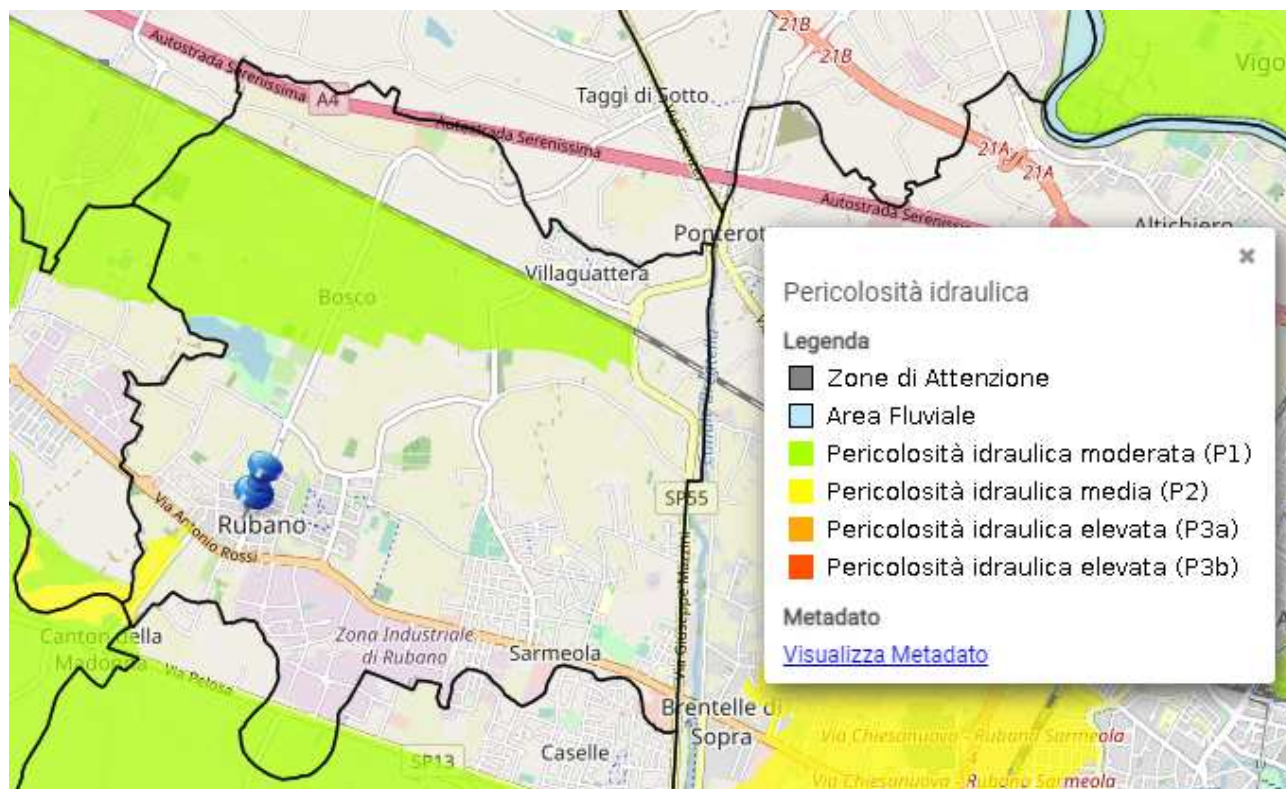 Autostrada Serenissima
A4
Autostrada Serenissima
Taggì di Sotto
21B
21B
Vigo
21A
21A
Autostrada Serenissima
Altichiero
Villaguattera
Bosco
Via Antonio Rossi
Rubano
SP55
Via Giuseppe Mazzini
Zona Industriale
di Rubano
Sarmeola
Canton della
Via Pelosa
Brentelle di
Sopra
Caselle
SP13
Via Chiesanuova - Rubano Sarmeola
Via Chiesanuova - Rubano Sarmeola
Pericolosità idraulica
Legenda
Zone di Attenzione
Area Fluviale
Pericolosità idraulica moderata (P1)
Pericolosità idraulica media (P2)
Pericolosità idraulica elevata (P3a)
Pericolosità idraulica elevata (P3b)
Metadato
Visualizza Metadato